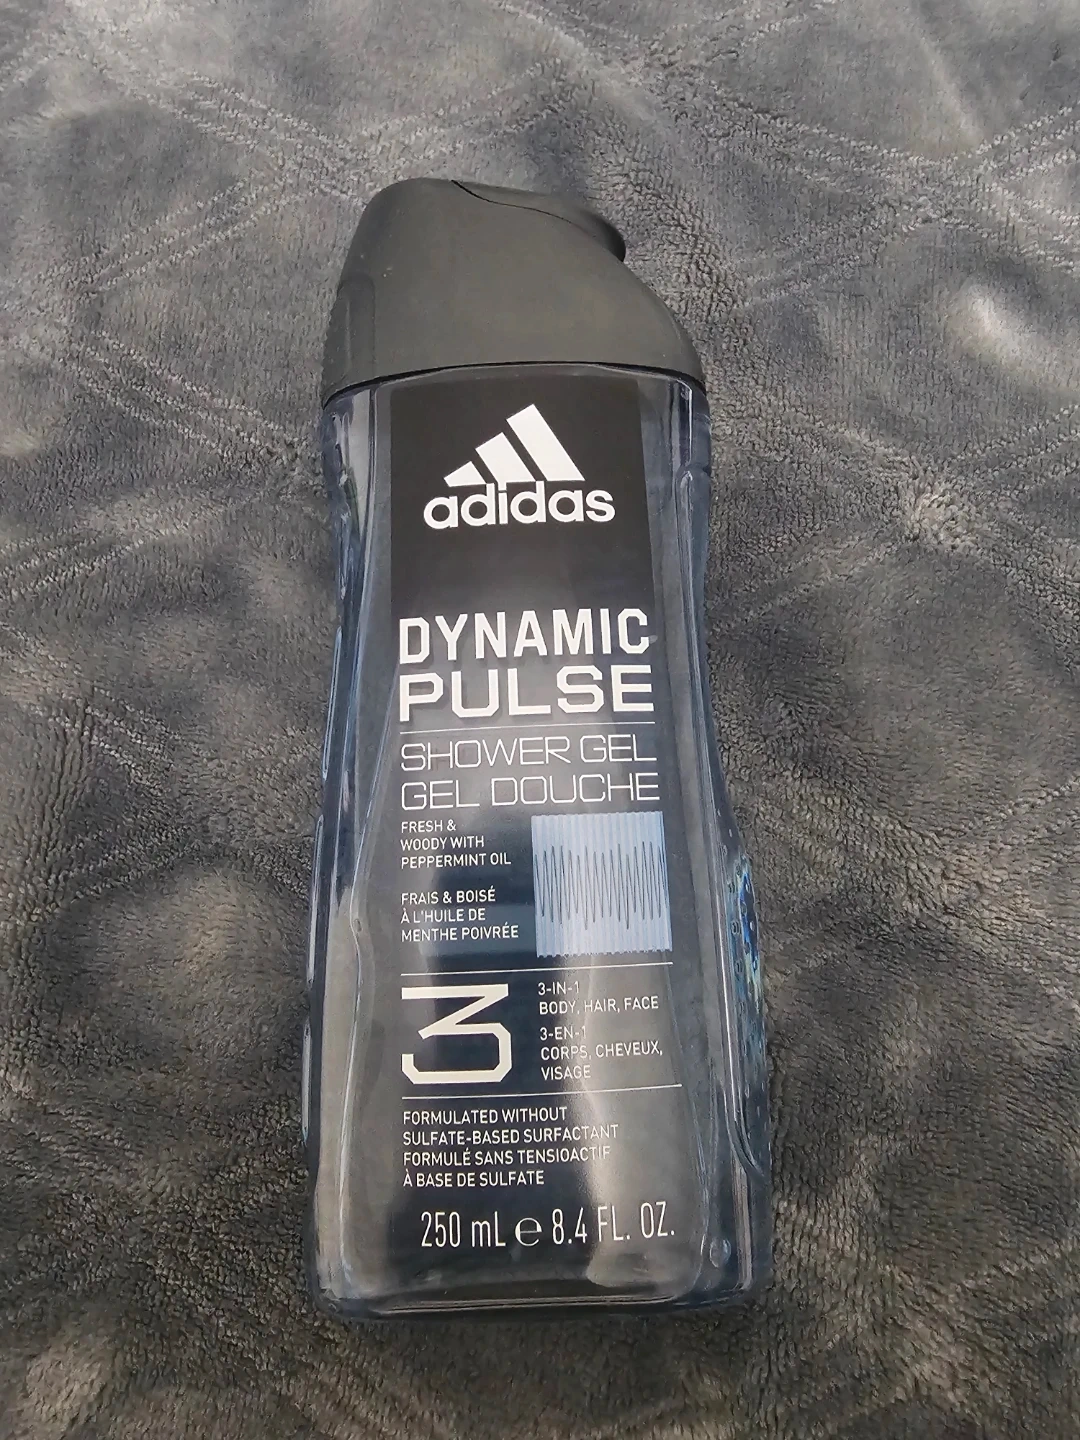 adidas
DYNAMIC
PULSE
SHOWER GEL
GEL DOUCHE
FRESH &
WOODY WITH
PEPPERMINT OIL
FRAIS & BOISÉ
À L'HUILE DE
MENTHE POIVRÉE
3
3-IN-1
BODY, HAIR, FACE
3-EN-1
CORPS, CHEVEUX,
VISAGE
FORMULATED WITHOUT
SULFATE-BASED SURFACTANT
FORMULÉ SANS TENSIOACTIF
À BASE DE SULFATE
250 mL ℮ 8.4 FL. OZ.